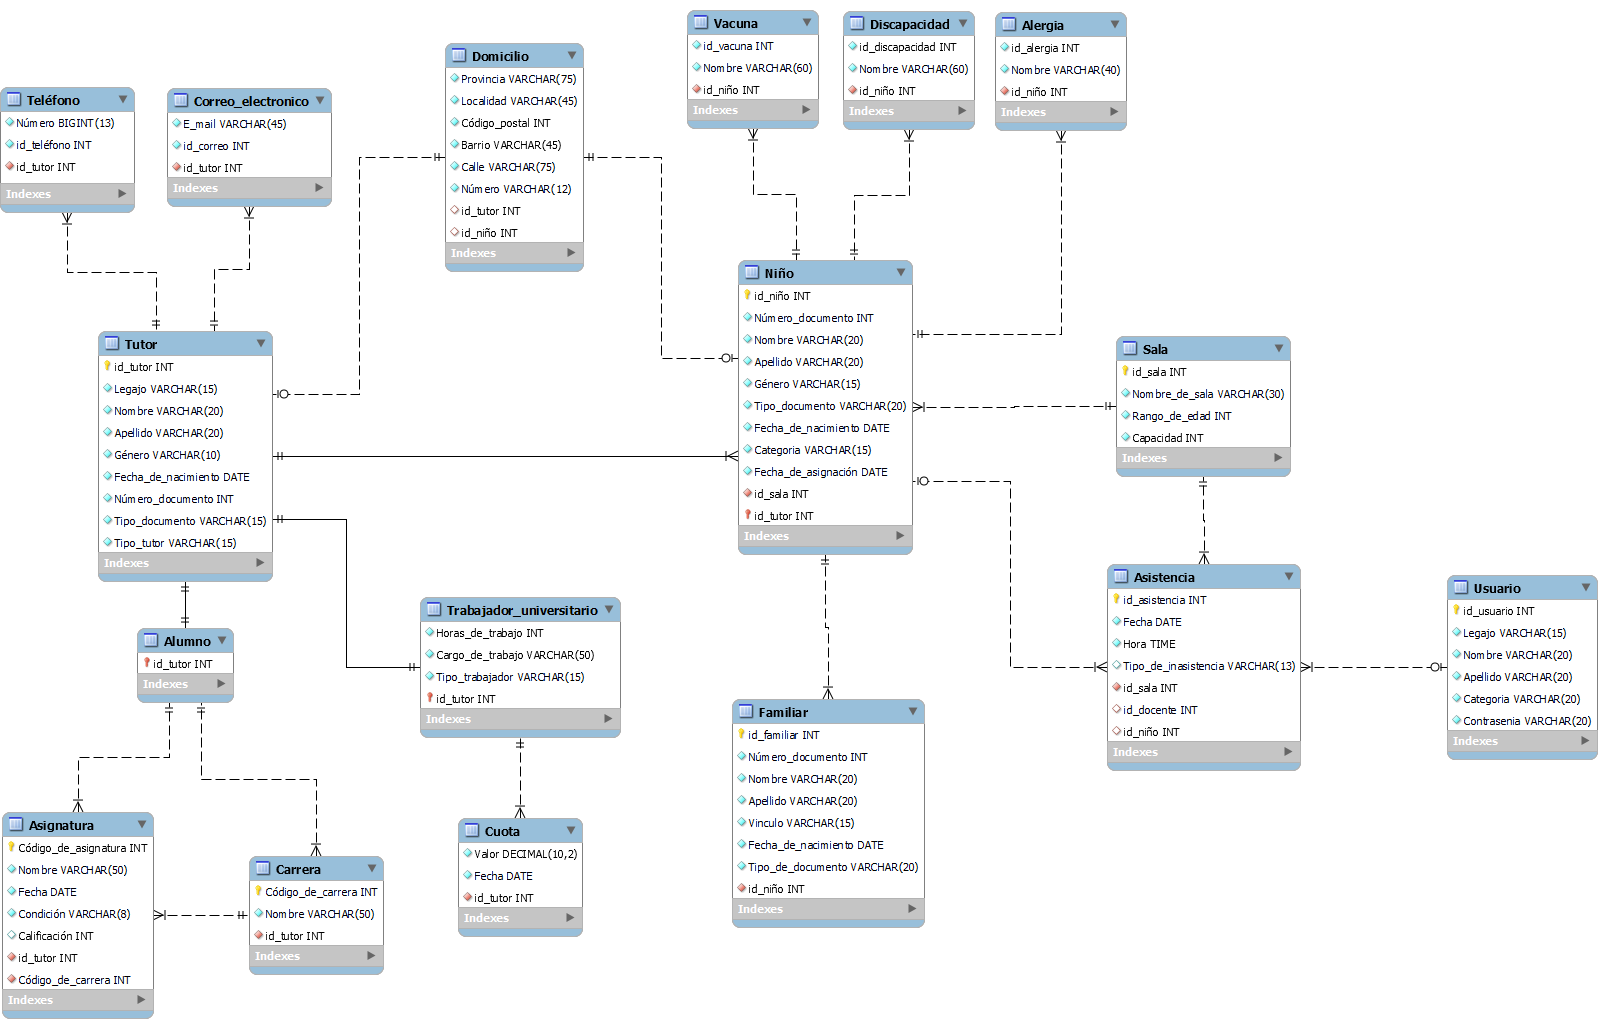 Vacuna
id_vacuna INT
Nombre VARCHAR(60)
id_niño INT
Indexes
Discapacidad
id_discapacidad INT
Nombre VARCHAR(60)
id_niño INT
Indexes
Alergia
id_alergia INT
Nombre VARCHAR(40)
id_niño INT
Indexes
Domicilio
Provincia VARCHAR(75)
Localidad VARCHAR(45)
Código_postal INT
Barrio VARCHAR(45)
Calle VARCHAR(75)
Número VARCHAR(12)
id_tutor INT
id_niño INT
Indexes
Teléfono
Número BIGINT(13)
id_teléfono INT
id_tutor INT
Indexes
Correo_electronico
E_mail VARCHAR(45)
id_correo INT
id_tutor INT
Indexes
Niño
id_niño INT
Número_documento INT
Nombre VARCHAR(20)
Apellido VARCHAR(20)
Género VARCHAR(15)
Tipo_documento VARCHAR(20)
Fecha_de_nacimiento DATE
Categoria VARCHAR(15)
Fecha_de_asignación DATE
id_sala INT
id_tutor INT
Indexes
Tutor
id_tutor INT
Legajo VARCHAR(15)
Nombre VARCHAR(20)
Apellido VARCHAR(20)
Género VARCHAR(10)
Fecha_de_nacimiento DATE
Número_documento INT
Tipo_documento VARCHAR(15)
Tipo_tutor VARCHAR(15)
Indexes
Sala
id_sala INT
Nombre_de_sala VARCHAR(30)
Rango_de_edad INT
Capacidad INT
Indexes
Asistencia
id_asistencia INT
Fecha DATE
Hora TIME
Tipo_de_inasistencia VARCHAR(13)
id_sala INT
id_docente INT
id_niño INT
Indexes
Usuario
id_usuario INT
Legajo VARCHAR(15)
Nombre VARCHAR(20)
Apellido VARCHAR(20)
Categoria VARCHAR(20)
Contrasenia VARCHAR(20)
Indexes
Alumno
id_tutor INT
Indexes
Trabajador_universitario
Horas_de_trabajo INT
Cargo_de_trabajo VARCHAR(50)
Tipo_trabajador VARCHAR(15)
id_tutor INT
Indexes
Familiar
id_familiar INT
Número_documento INT
Nombre VARCHAR(20)
Apellido VARCHAR(20)
Vinculo VARCHAR(15)
Fecha_de_nacimiento DATE
Tipo_de_documento VARCHAR(20)
id_niño INT
Indexes
Asignatura
Código_de_asignatura INT
Nombre VARCHAR(50)
Fecha DATE
Condición VARCHAR(8)
Calificación INT
id_tutor INT
Código_de_carrera INT
Indexes
Carrera
Código_de_carrera INT
Nombre VARCHAR(50)
id_tutor INT
Indexes
Cuota
Valor DECIMAL(10,2)
Fecha DATE
id_tutor INT
Indexes